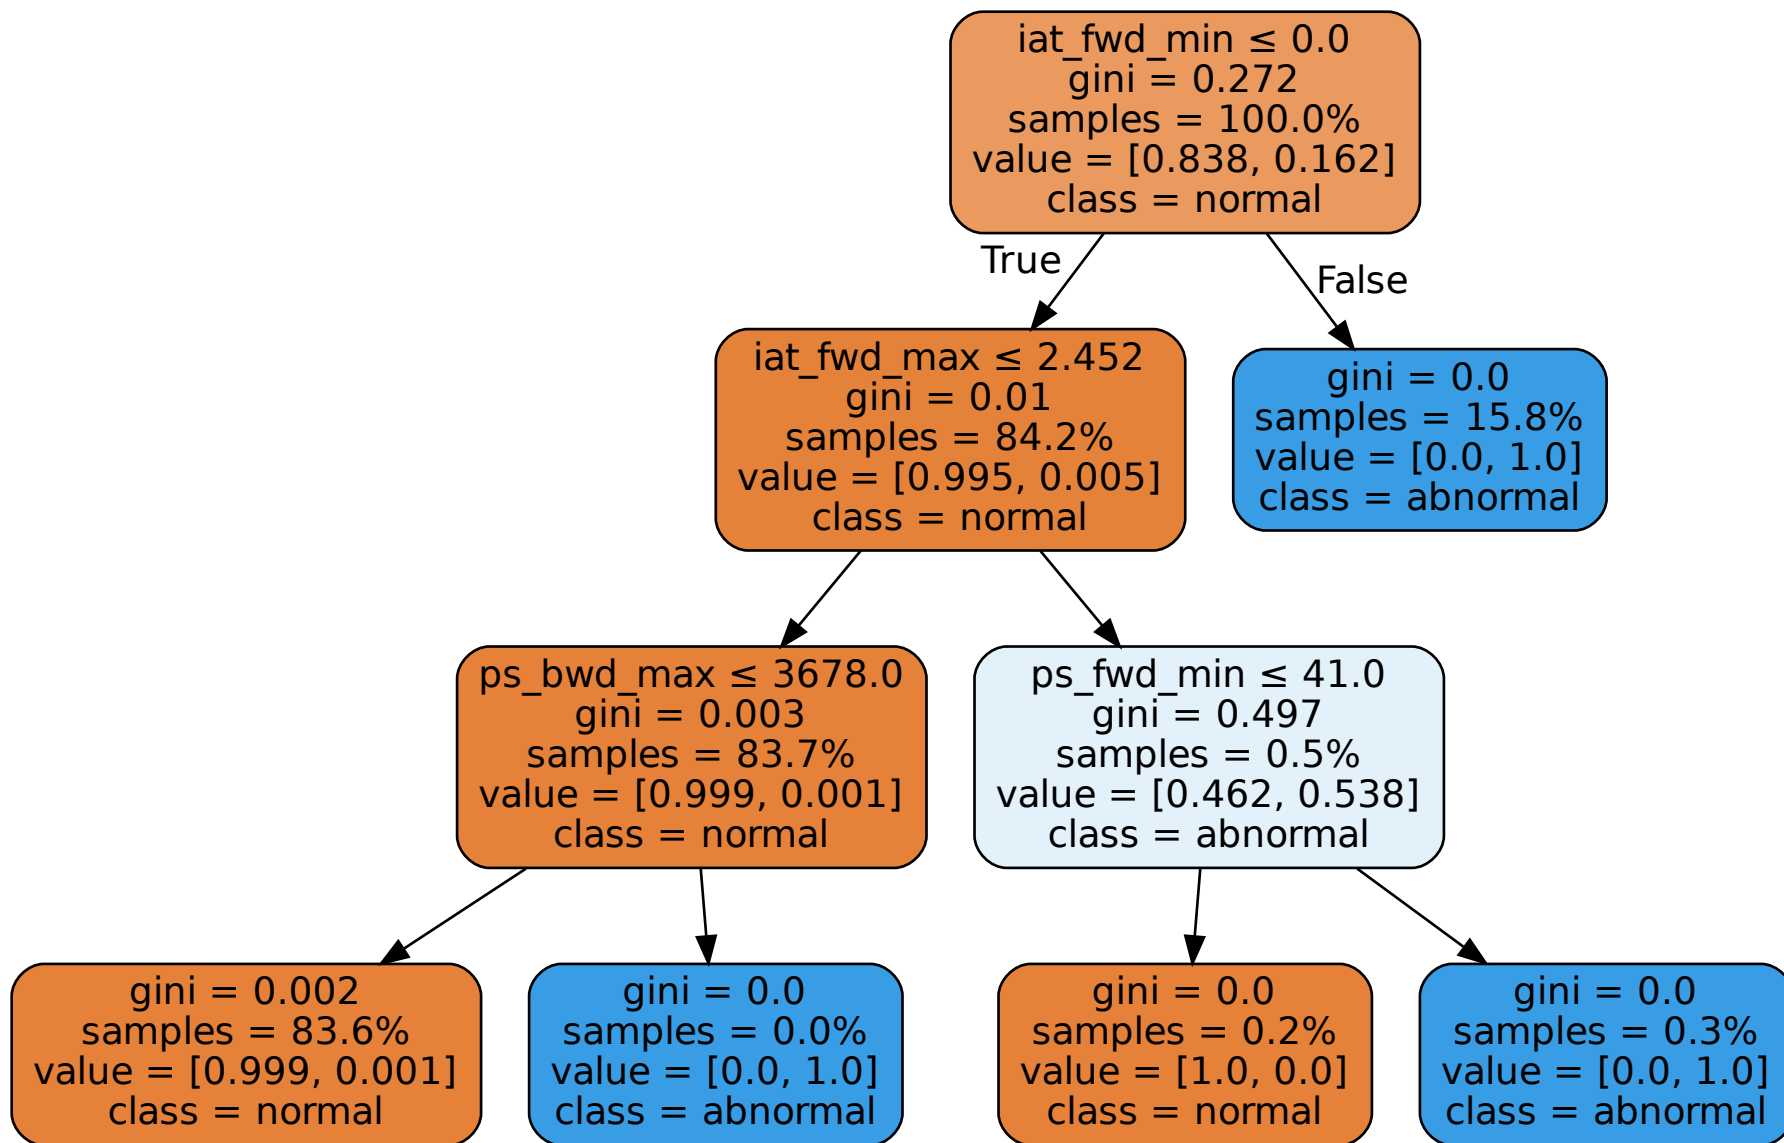 iat_fwd_min ≤ 0.0
gini = 0.272
samples = 100.0%
value = [0.838, 0.162]
class = normal
True
False
iat_fwd_max ≤ 2.452
gini = 0.01
samples = 84.2%
value = [0.995, 0.005]
class = normal
gini = 0.0
samples = 15.8%
value = [0.0, 1.0]
class = abnormal
ps_bwd_max ≤ 3678.0
gini = 0.003
samples = 83.7%
value = [0.999, 0.001]
class = normal
ps_fwd_min ≤ 41.0
gini = 0.497
samples = 0.5%
value = [0.462, 0.538]
class = abnormal
gini = 0.002
samples = 83.6%
value = [0.999, 0.001]
class = normal
gini = 0.0
samples = 0.0%
value = [0.0, 1.0]
class = abnormal
gini = 0.0
samples = 0.2%
value = [1.0, 0.0]
class = normal
gini = 0.0
samples = 0.3%
value = [0.0, 1.0]
class = abnormal